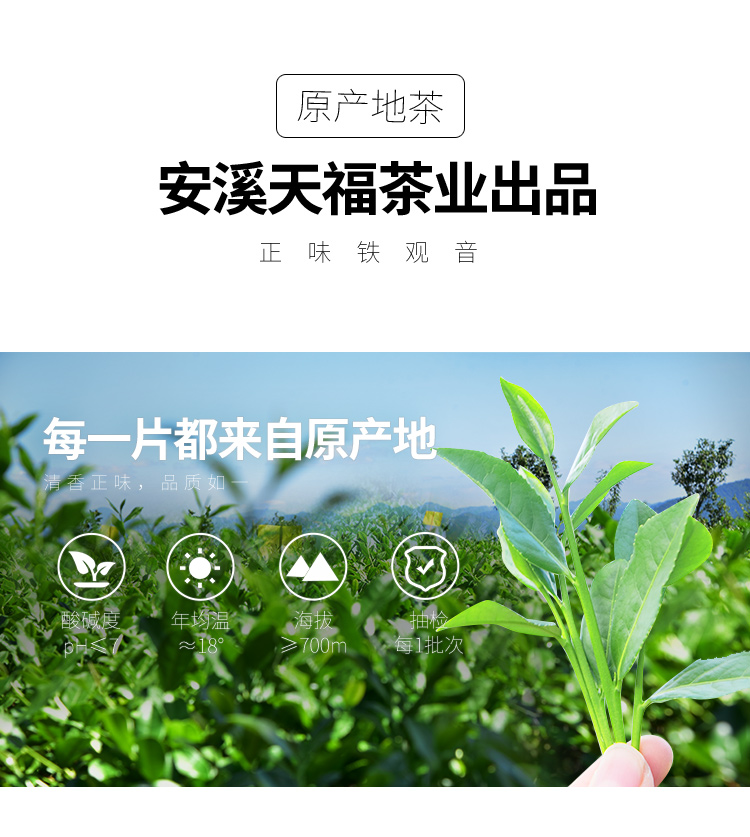 原产地茶
安溪天福茶业出品
正味铁观音
每一片都来自原产地
清香正味，品质如一
酸碱度 年均温 海拔 抽检
pH≤7 ≈18° ≥700m 每1批次